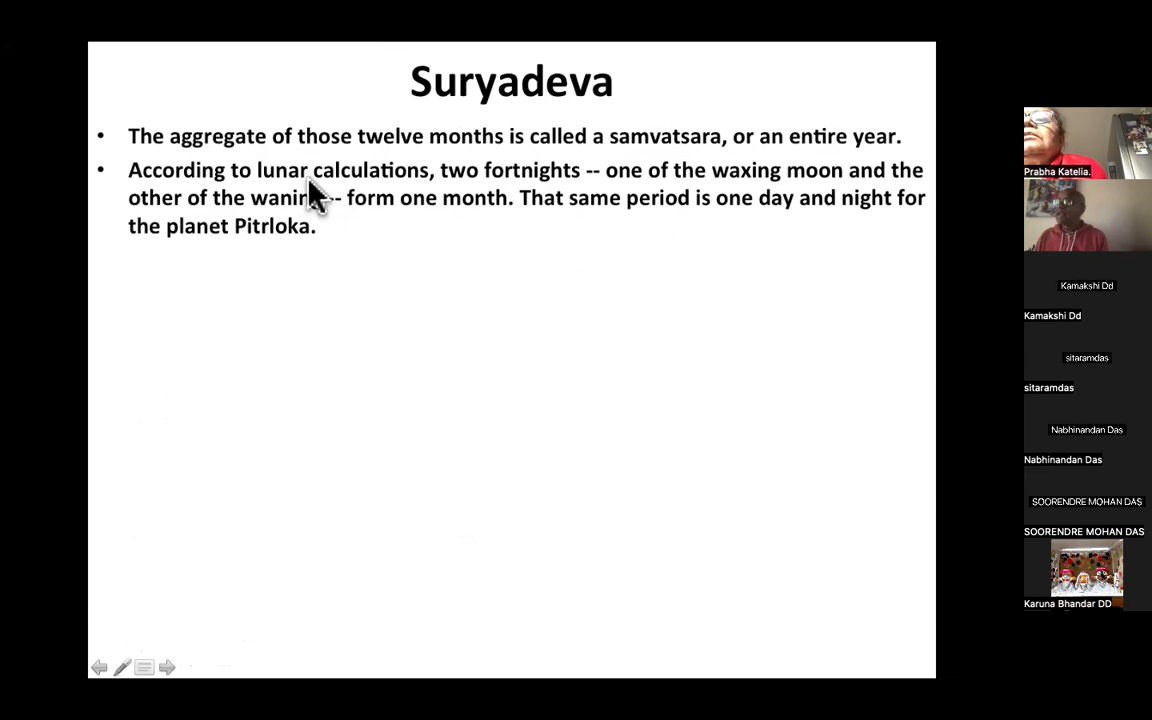 Suryadeva
• The aggregate of those twelve months is called a samvatsara, or an entire year.
• According to lunar calculations, two fortnights -- one of the waxing moon and the
other of the -- form one month. That same period is one day and night for
the planet Pitrloka.
Prabha Katelia.
Kamakshi Dd
Kamakshi Dd
sitaramdas
sitaramdas
Nabhinandan Das
Nabhinandan Das
SOORENDRE MOHAN DAS
SOORENDRE MOHAN DAS
Karuna Bhandar DD